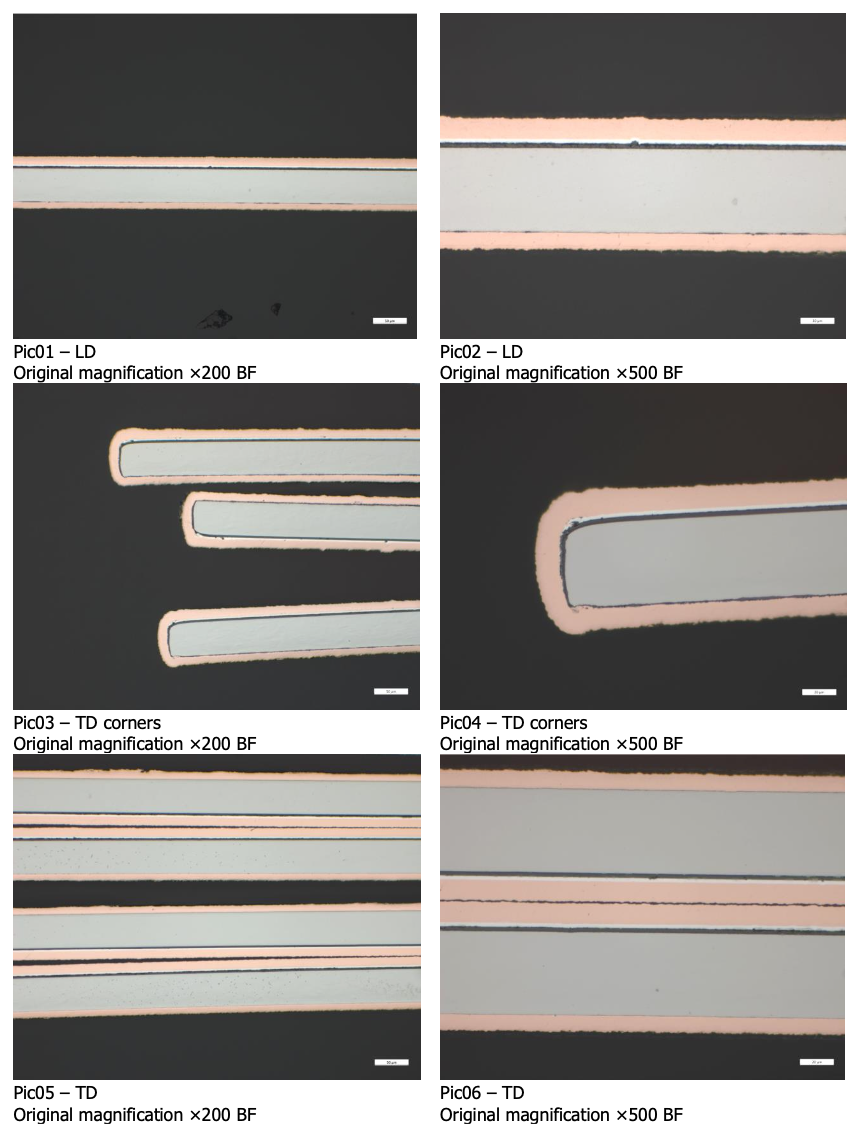 Pic01 – LD
Original magnification ×200 BF
Pic02 – LD
Original magnification ×500 BF
Pic03 – TD corners
Original magnification ×200 BF
Pic04 – TD corners
Original magnification ×500 BF
Pic05 – TD
Original magnification ×200 BF
Pic06 – TD
Original magnification ×500 BF